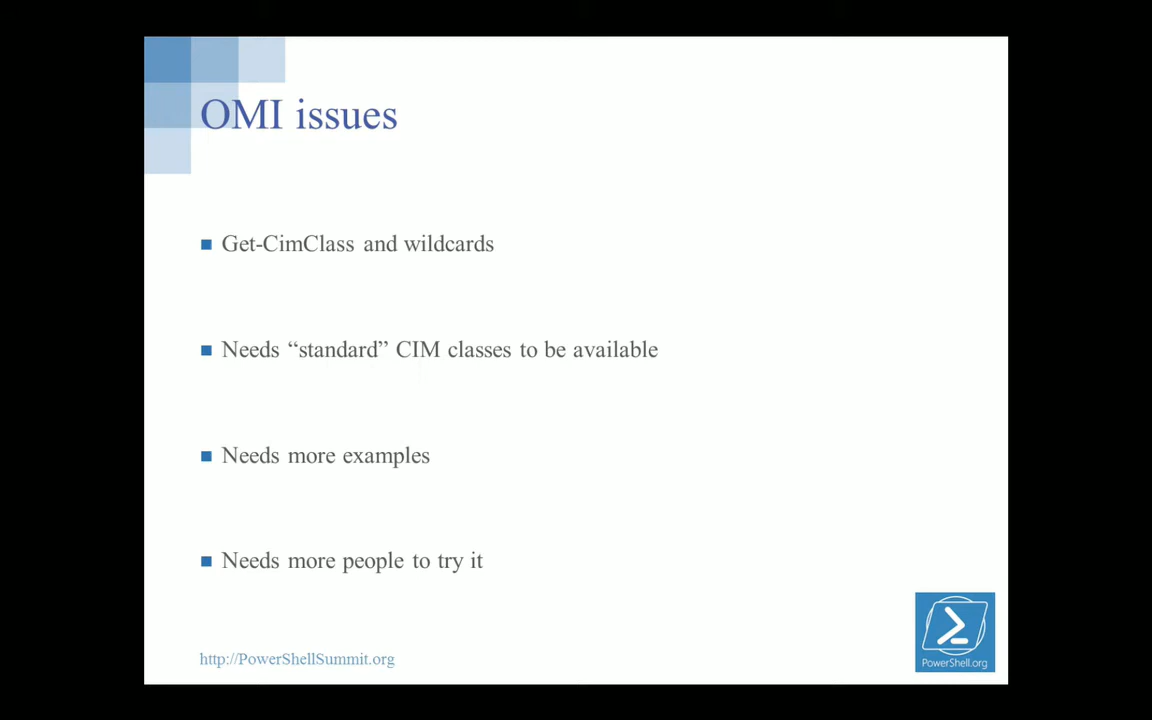 OMI issues
Get-CimClass and wildcards
Needs “standard” CIM classes to be available
Needs more examples
Needs more people to try it
http://PowerShellSummit.org
PowerShell.org